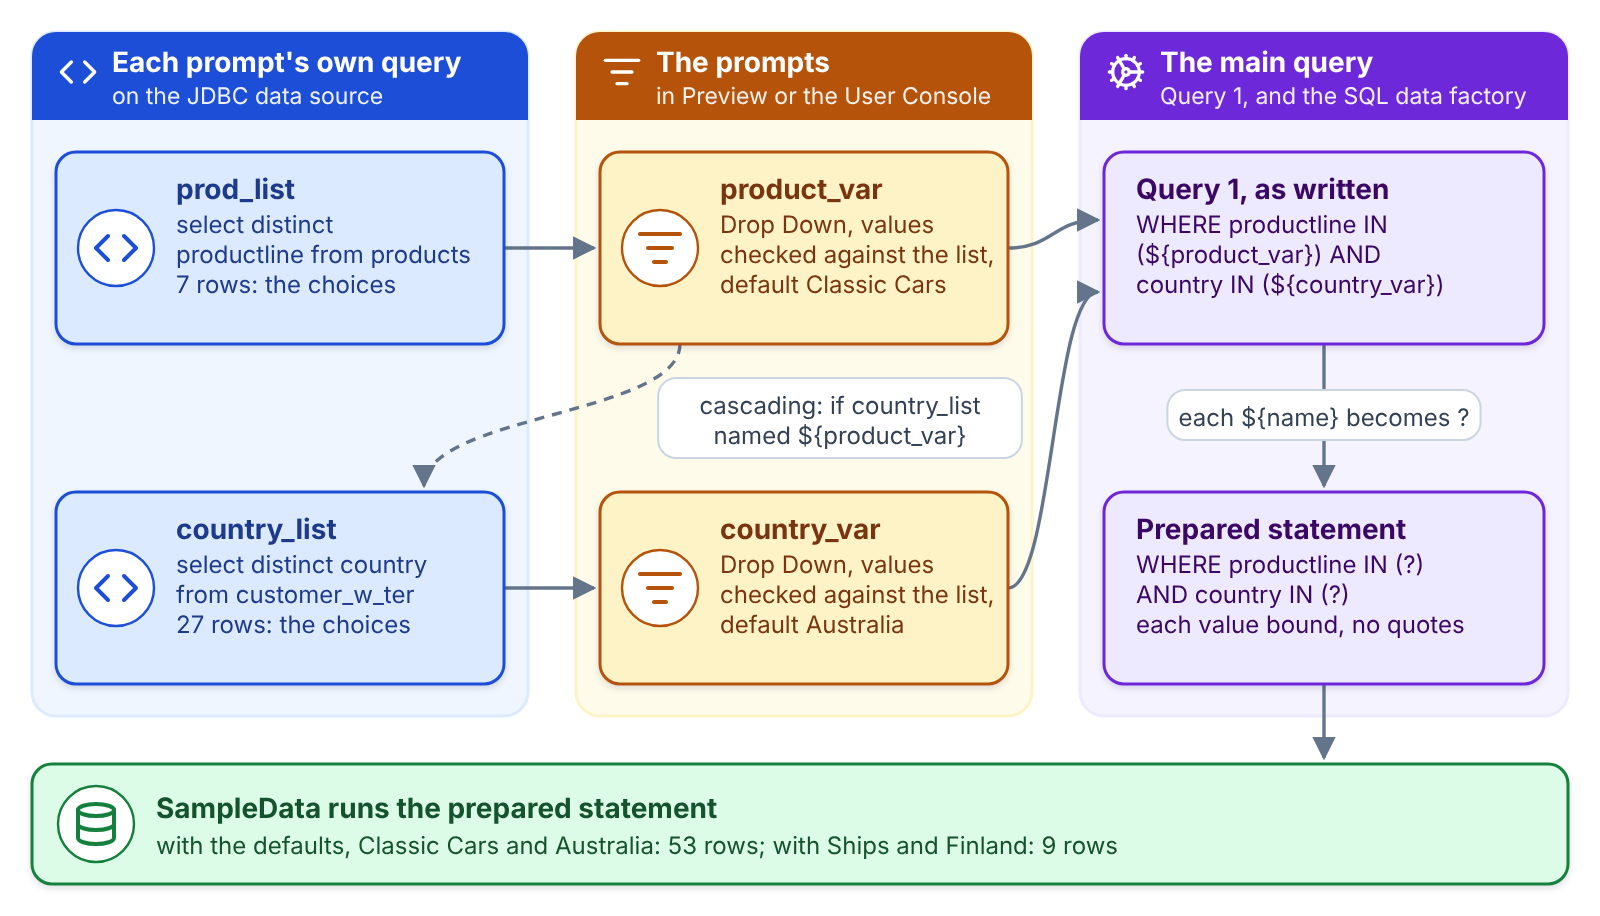 Each prompt's own query
on the JDBC data source
The prompts
in Preview or the User Console
The main query
Query 1, and the SQL data factory
prod_list
select distinct
productline from products
7 rows: the choices
product_var
Drop Down, values
checked against the list,
default Classic Cars
Query 1, as written
WHERE productline IN
(${product_var}) AND
country IN (${country_var})
cascading: if country_list
named ${product_var}
each ${name} becomes ?
country_list
select distinct country
from customer_w_ter
27 rows: the choices
country_var
Drop Down, values
checked against the list,
default Australia
Prepared statement
WHERE productline IN (?)
AND country IN (?)
each value bound, no quotes
SampleData runs the prepared statement
with the defaults, Classic Cars and Australia: 53 rows; with Ships and Finland: 9 rows